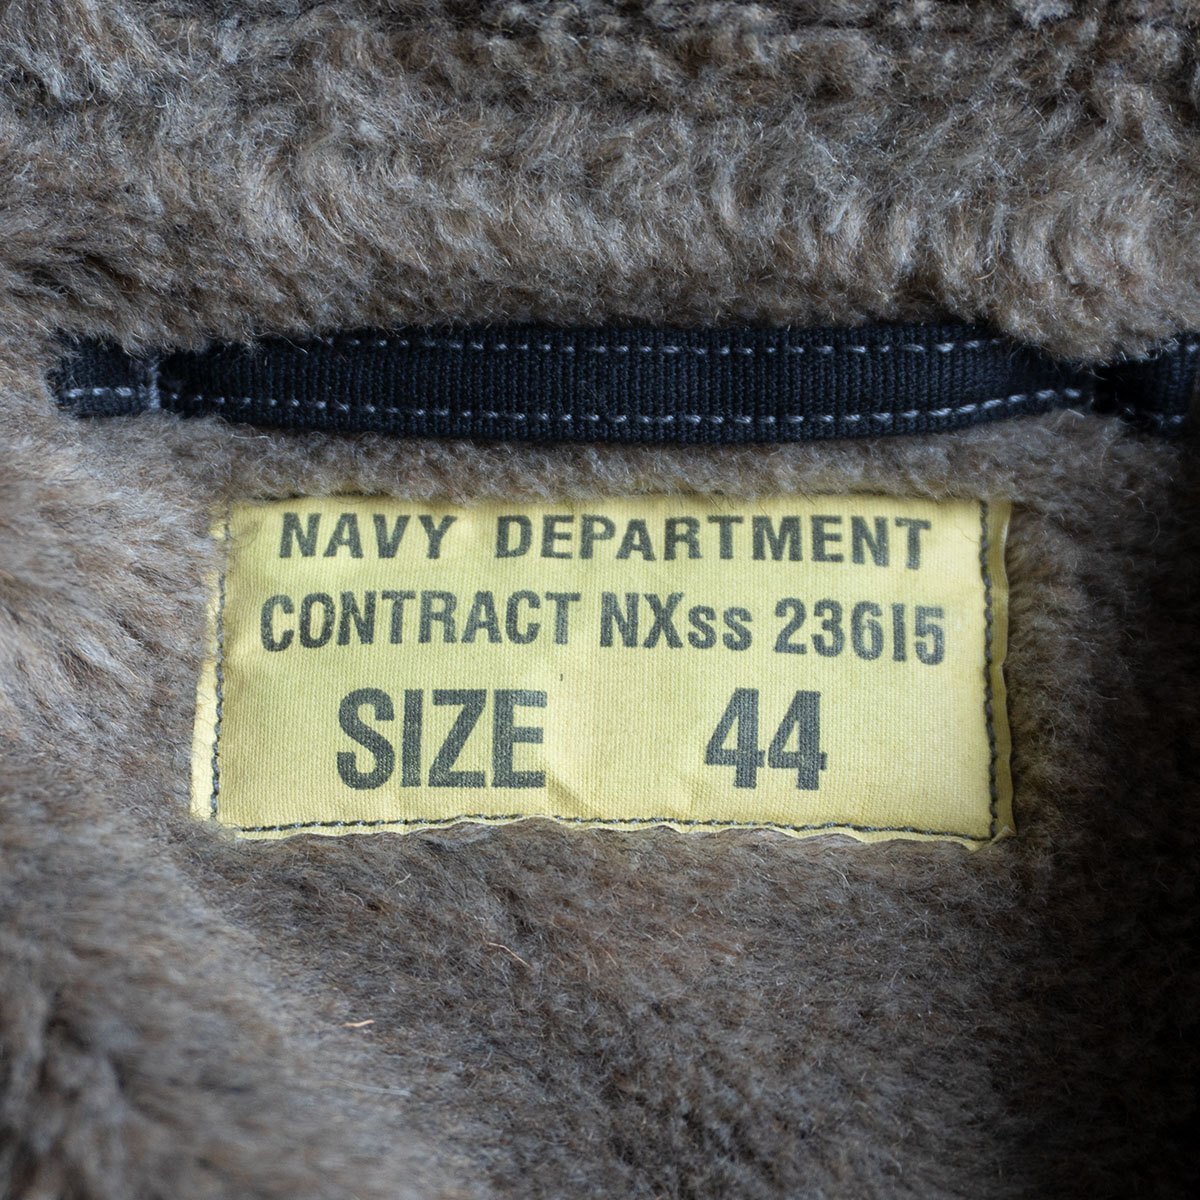 NAVY DEPARTMENT
CONTRACT NXss 23615
SIZE 44